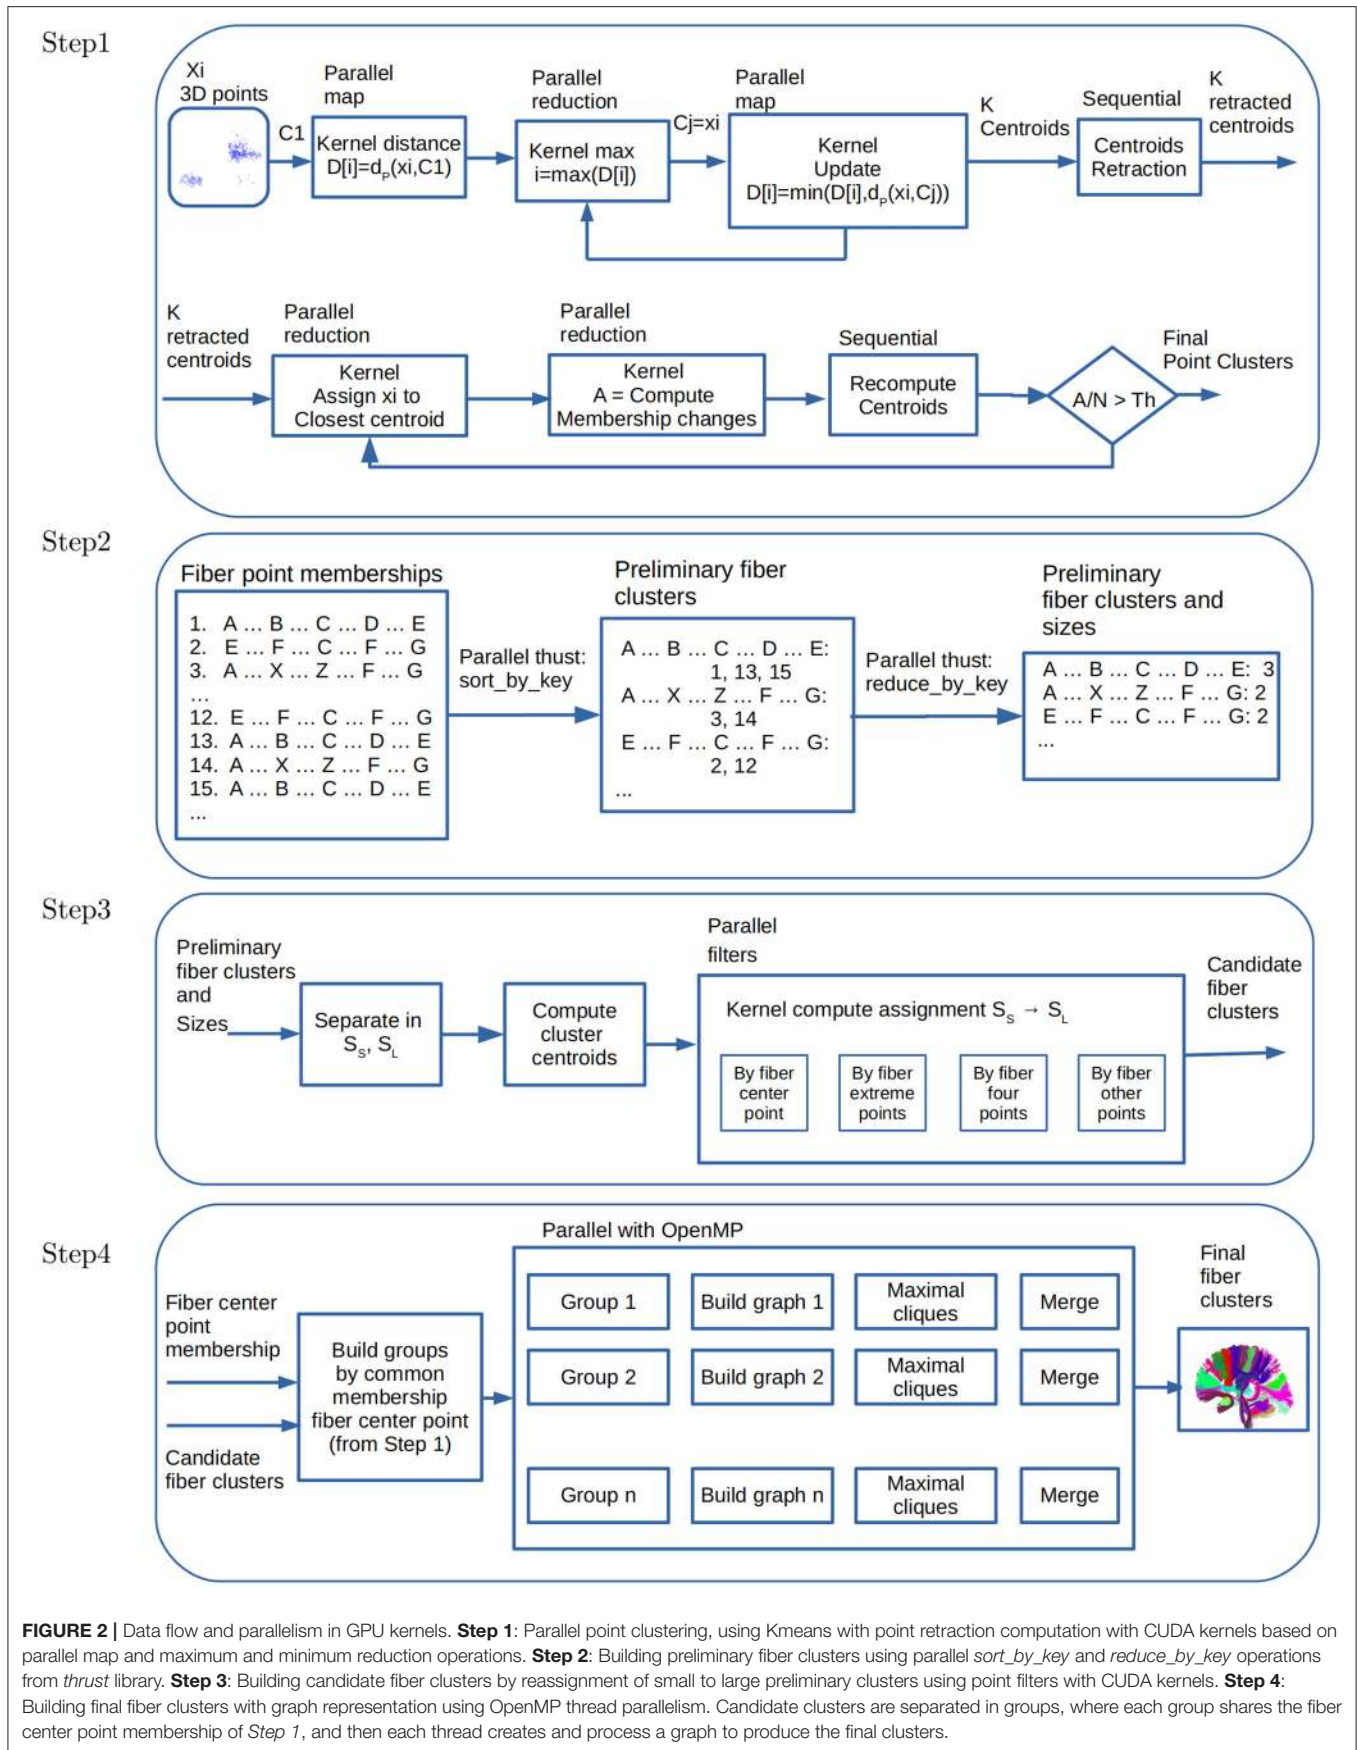 Step1
Xi
3D points
C1
Parallel
map
Kernel distance
D[i]=dP(xi,C1)
Parallel
reduction
Kernel max
i=max(D[i])
Cj=xi
Parallel
map
Kernel
Update
D[i]=min(D[i],dP(xi,Cj))
K
Centroids
Sequential
Centroids
Retraction
K
retracted
centroids
K
retracted
centroids
Parallel
reduction
Kernel
Assign xi to
Closest centroid
Parallel
reduction
Kernel
A = Compute
Membership changes
Sequential
Recompute
Centroids
A/N > Th
Final
Point Clusters
Step2
Fiber point memberships
1. A ... B ... C ... D ... E
2. E ... F ... C ... F ... G
3. A ... X ... Z ... F ... G
...
12. E ... F ... C ... F ... G
13. A ... B ... C ... D ... E
14. A ... X ... Z ... F ... G
15. A ... B ... C ... D ... E
...
Parallel thust:
sort_by_key
Preliminary fiber
clusters
A ... B ... C ... D ... E:
1, 13, 15
A ... X ... Z ... F ... G:
3, 14
E ... F ... C ... F ... G:
2, 12
...
Parallel thust:
reduce_by_key
Preliminary
fiber clusters and
sizes
A ... B ... C ... D ... E: 3
A ... X ... Z ... F ... G: 2
E ... F ... C ... F ... G: 2
...
Step3
Preliminary
fiber clusters
and
Sizes
Separate in
SS, SL
Compute
cluster
centroids
Parallel
filters
Kernel compute assignment SS → SL
By fiber
center
point
By fiber
extreme
points
By fiber
four
points
By fiber
other
points
Candidate
fiber
clusters
Step4
Fiber center
point
membership
Candidate
fiber clusters
Build groups
by common
membership
fiber center point
(from Step 1)
Parallel with OpenMP
Group 1
Build graph 1
Maximal
cliques
Merge
Group 2
Build graph 2
Maximal
cliques
Merge
Group n
Build graph n
Maximal
cliques
Merge
Final
fiber
clusters
FIGURE 2 | Data flow and parallelism in GPU kernels. Step 1: Parallel point clustering, using Kmeans with point retraction computation with CUDA kernels based on
parallel map and maximum and minimum reduction operations. Step 2: Building preliminary fiber clusters using parallel sort_by_key and reduce_by_key operations
from thrust library. Step 3: Building candidate fiber clusters by reassignment of small to large preliminary clusters using point filters with CUDA kernels. Step 4:
Building final fiber clusters with graph representation using OpenMP thread parallelism. Candidate clusters are separated in groups, where each group shares the fiber
center point membership of Step 1, and then each thread creates and process a graph to produce the final clusters.